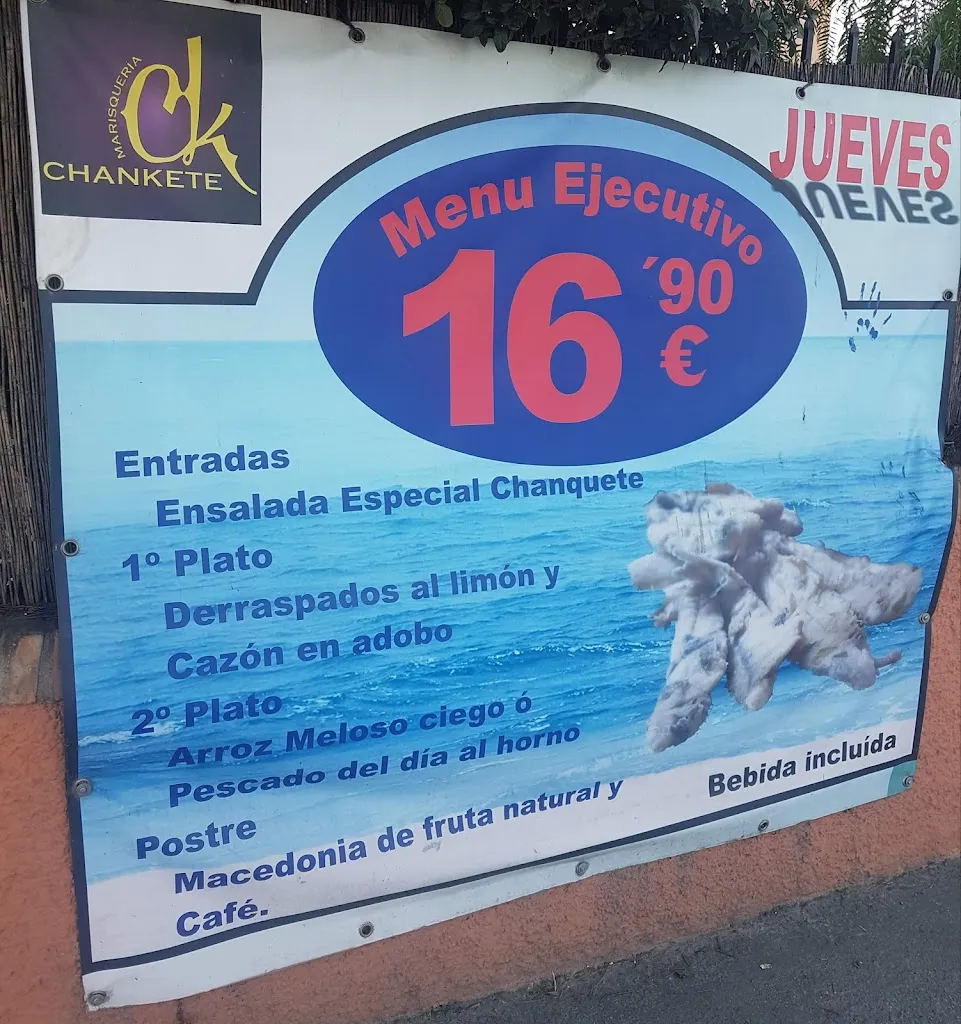 MARISQUERIA
Ck
CHANKETE
JUEVES
JUEVES
Menu Ejecutivo
16´90
€
Entradas
Ensalada Especial Chanquete
1º Plato
Derraspados al limón y
Cazón en adobo
2º Plato
Arroz Meloso ciego ó
Pescado del día al horno
Postre
Macedonia de fruta natural y
Café.
Bebida incluída